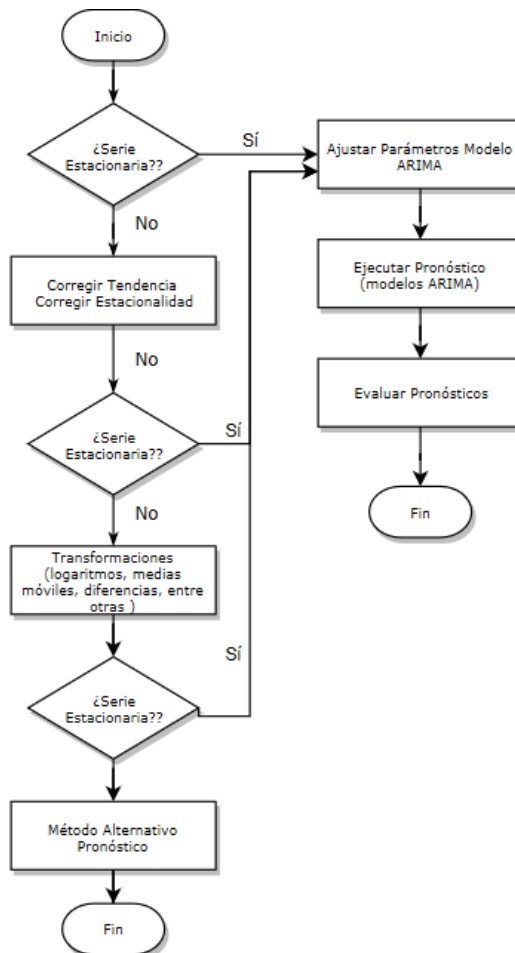 Inicio
¿Serie
Estacionaria??
Sí
No
Corregir Tendencia
Corregir Estacionalidad
No
¿Serie
Estacionaria??
Sí
No
Transformaciones
(logaritmos, medias
móviles, diferencias, entre
otras )
¿Serie
Estacionaria??
Sí
Método Alternativo
Pronóstico
Fin
Ajustar Parámetros Modelo
ARIMA
Ejecutar Pronóstico
(modelos ARIMA)
Evaluar Pronósticos
Fin